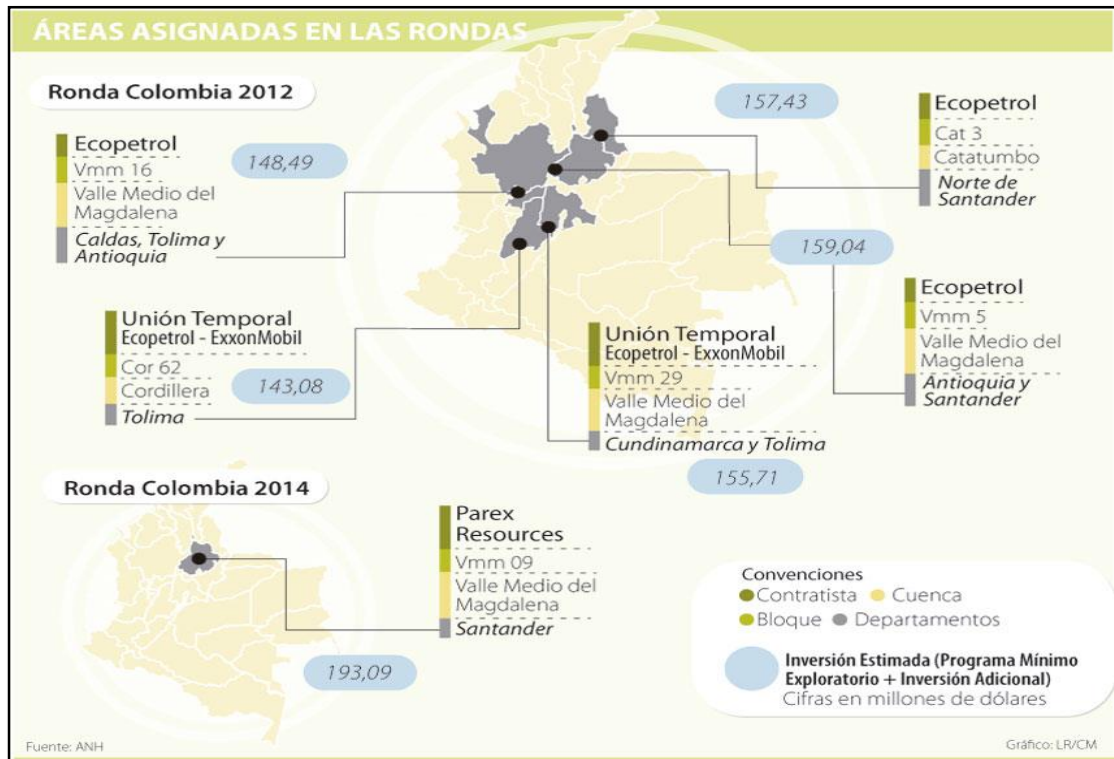 ÁREAS ASIGNADAS EN LAS RONDAS
Ronda Colombia 2012
Ecopetrol
Vmm 16
Valle Medio del
Magdalena
Caldas, Tolima y
Antioquia
148,49
157,43
Ecopetrol
Cat 3
Catatumbo
Norte de
Santander
159,04
Ecopetrol
Vmm 5
Valle Medio del
Magdalena
Antioquia y
Santander
Unión Temporal
Ecopetrol - ExxonMobil
Cor 62
Cordillera
Tolima
143,08
Unión Temporal
Ecopetrol - ExxonMobil
Vmm 29
Valle Medio del
Magdalena
Cundinamarca y Tolima
155,71
Ronda Colombia 2014
Parex
Resources
Vmm 09
Valle Medio del
Magdalena
Santander
193,09
Convenciones
Contratista Cuenca
Bloque Departamentos
Inversión Estimada (Programa Mínimo
Exploratorio + Inversión Adicional)
Cifras en millones de dólares
Fuente: ANH
Gráfico: LR/CM